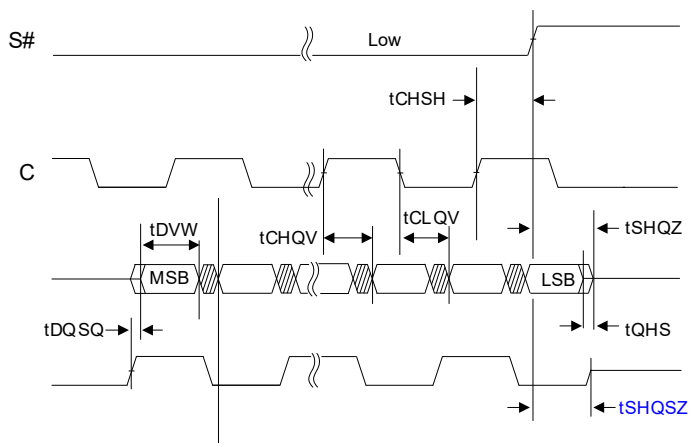 S#
Low
tCHSH
C
tDVW
tCHQV
tCLQV
tSHQZ
MSB
LSB
tDQSQ
tQHS
tSHQSZ